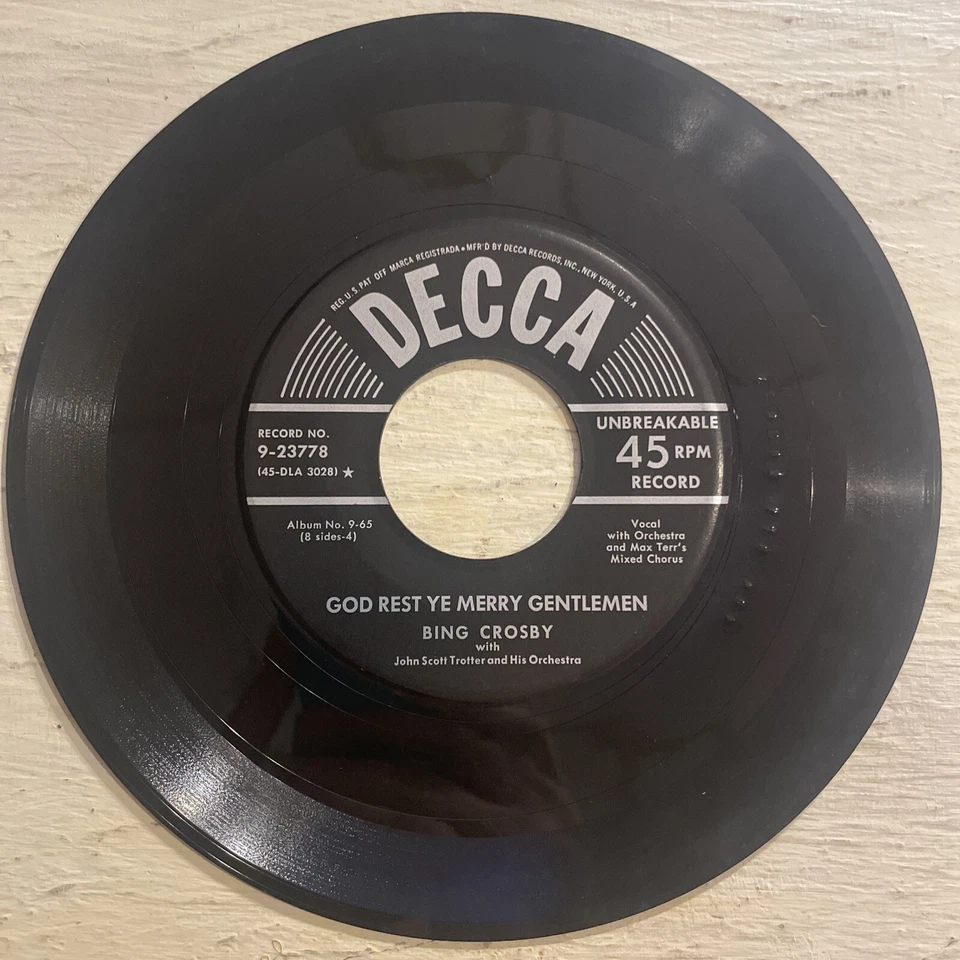 REG. U.S. PAT OFF MARCA REGISTRADA • MFR'D BY DECCA RECORDS, INC., NEW YORK, U.S.A
DECCA
RECORD NO.
9-23778
(45-DLA 3028) ★
UNBREAKABLE
45 RPM
RECORD
Album No. 9-65
(8 sides-4)
Vocal
with Orchestra
and Max Terr's
Mixed Chorus
GOD REST YE MERRY GENTLEMEN
BING CROSBY
with
John Scott Trotter and His Orchestra